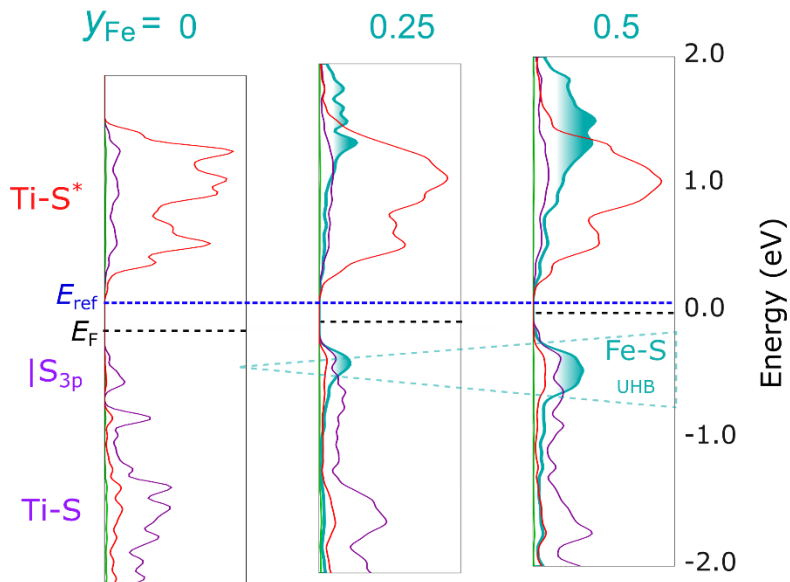 yFe = 0 0.25 0.5
2.0
Ti-S*
1.0
Eref
0.0
EF
|S3p
Fe-S
UHB
-1.0
Ti-S
-2.0
Energy (eV)